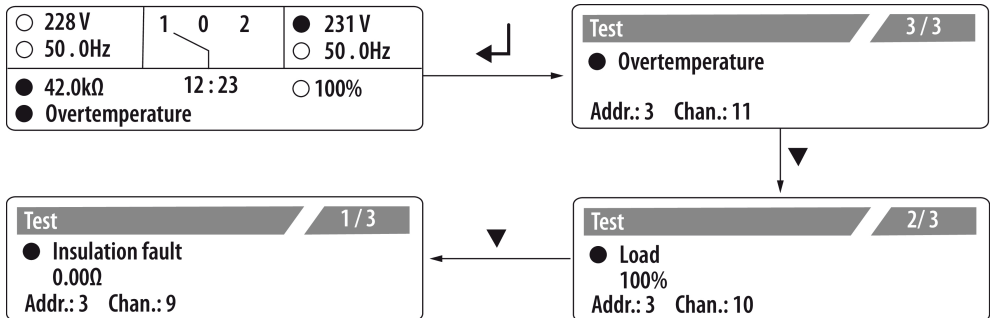 228 V
50 . 0Hz
1 0 2
231 V
50 . 0Hz
42.0kΩ
12 : 23
100%
Overtemperature
Test 3 / 3
Overtemperature
Addr.: 3 Chan.: 11
Test 1 / 3
Insulation fault
0.00Ω
Addr.: 3 Chan.: 9
Test 2/ 3
Load
100%
Addr.: 3 Chan.: 10